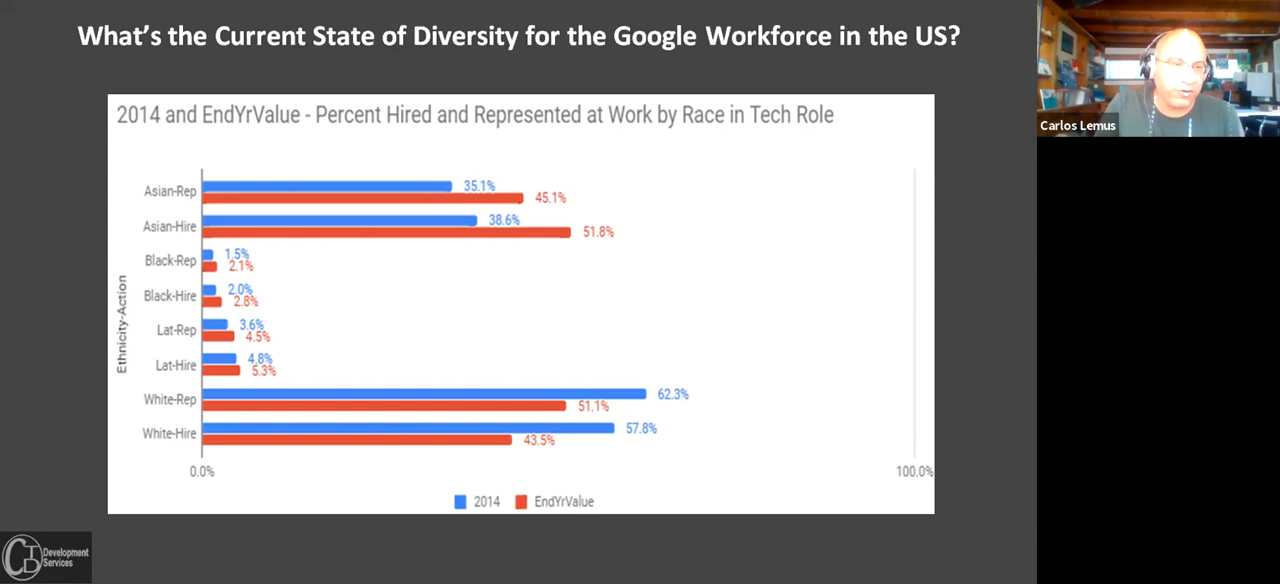 What's the Current State of Diversity for the Google Workforce in the US?
Carlos Lemus
2014 and EndYrValue - Percent Hired and Represented at Work by Race in Tech Role
Ethnicity-Action
Asian-Rep
35.1%
45.1%
Asian-Hire
38.6%
51.8%
Black-Rep
1.5%
2.1%
Black-Hire
2.0%
2.8%
Lat-Rep
3.6%
4.5%
Lat-Hire
4.8%
5.3%
White-Rep
62.3%
51.1%
White-Hire
57.8%
43.5%
0.0%
100.0%
2014
EndYrValue
CTD
Development
Services